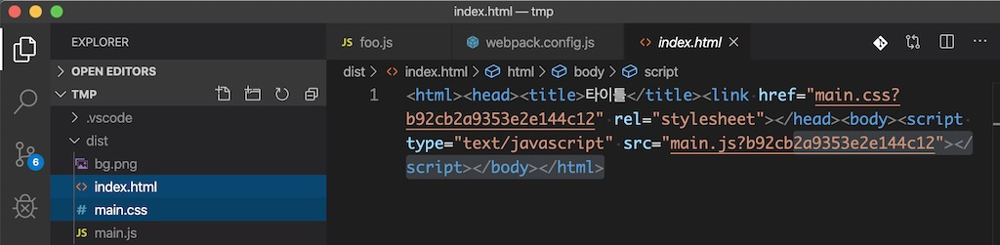 index.html — tmp
EXPLORER
foo.js
webpack.config.js
index.html
OPEN EDITORS
dist > index.html > html > body > script
TMP
.vscode
dist
bg.png
index.html
main.css
main.js
6
1
<html><head><title>타이틀</title><link href="main.css?
b92cb2a9353e2e144c12" rel="stylesheet"></head><body><script
type="text/javascript" src="main.js?b92cb2a9353e2e144c12"></
script></body></html>